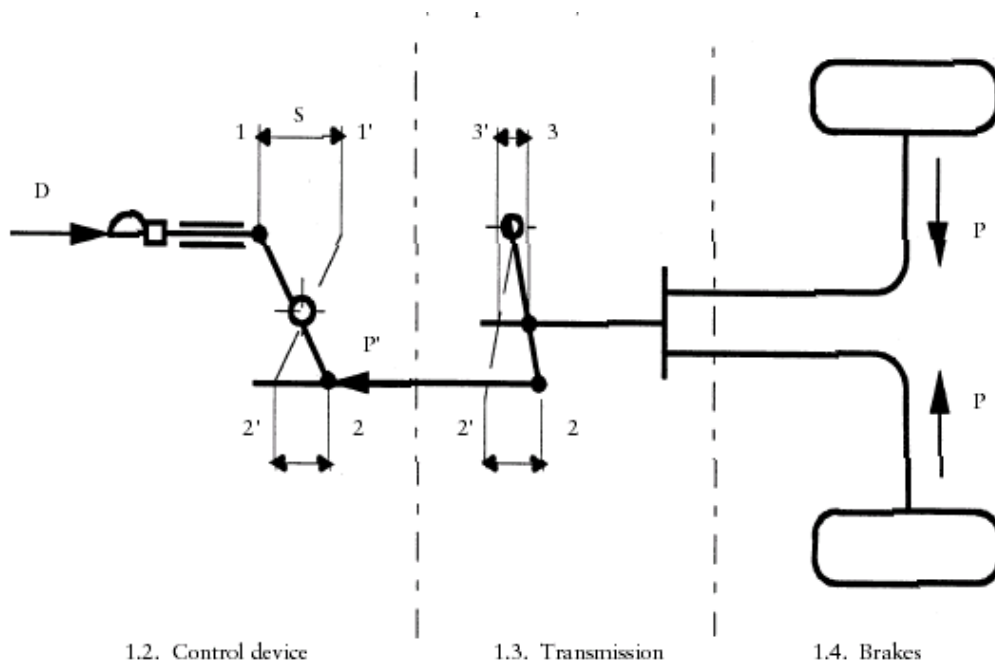 S
1 1' 3' 3
D
P
P'
P
2' 2 2' 2
1.2. Control device 1.3. Transmission 1.4. Brakes